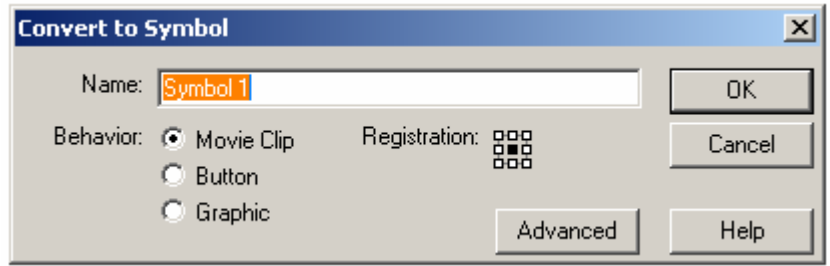 Convert to Symbol
Name: Symbol 1 OK
Behavior: Movie Clip Registration: Cancel
Button
Graphic
Advanced Help